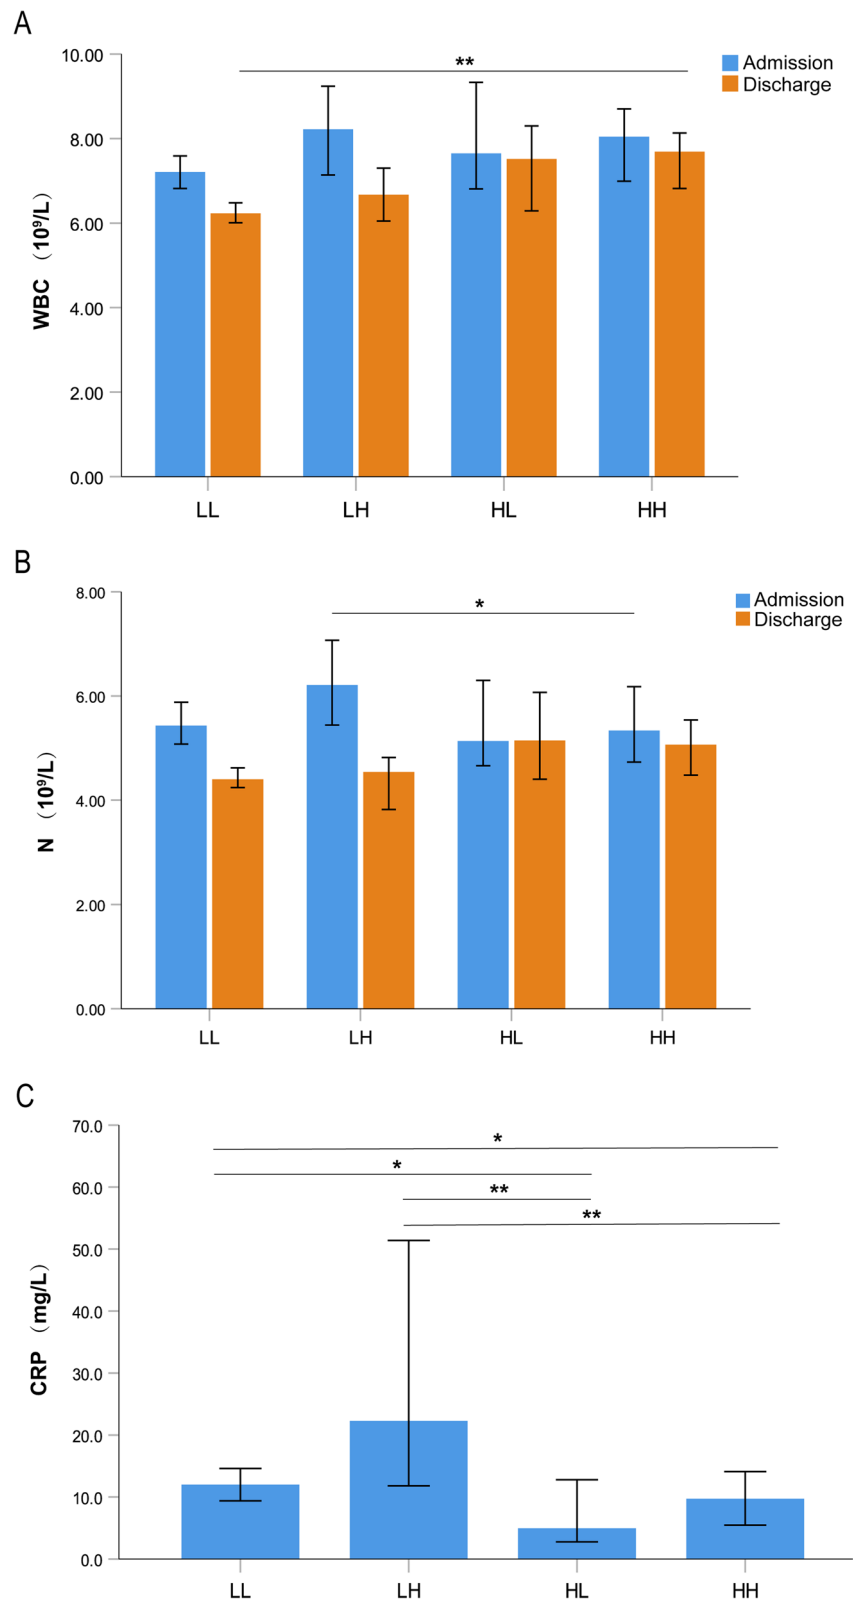 A
**
Admission
Discharge
10.00
8.00
6.00
4.00
2.00
0.00
WBC（10⁹/L）
LL LH HL HH
B
*
Admission
Discharge
8.00
6.00
4.00
2.00
0.00
N（10⁹/L）
LL LH HL HH
C
*
*
**
**
70.0
60.0
50.0
40.0
30.0
20.0
10.0
0.0
CRP（mg/L）
LL LH HL HH